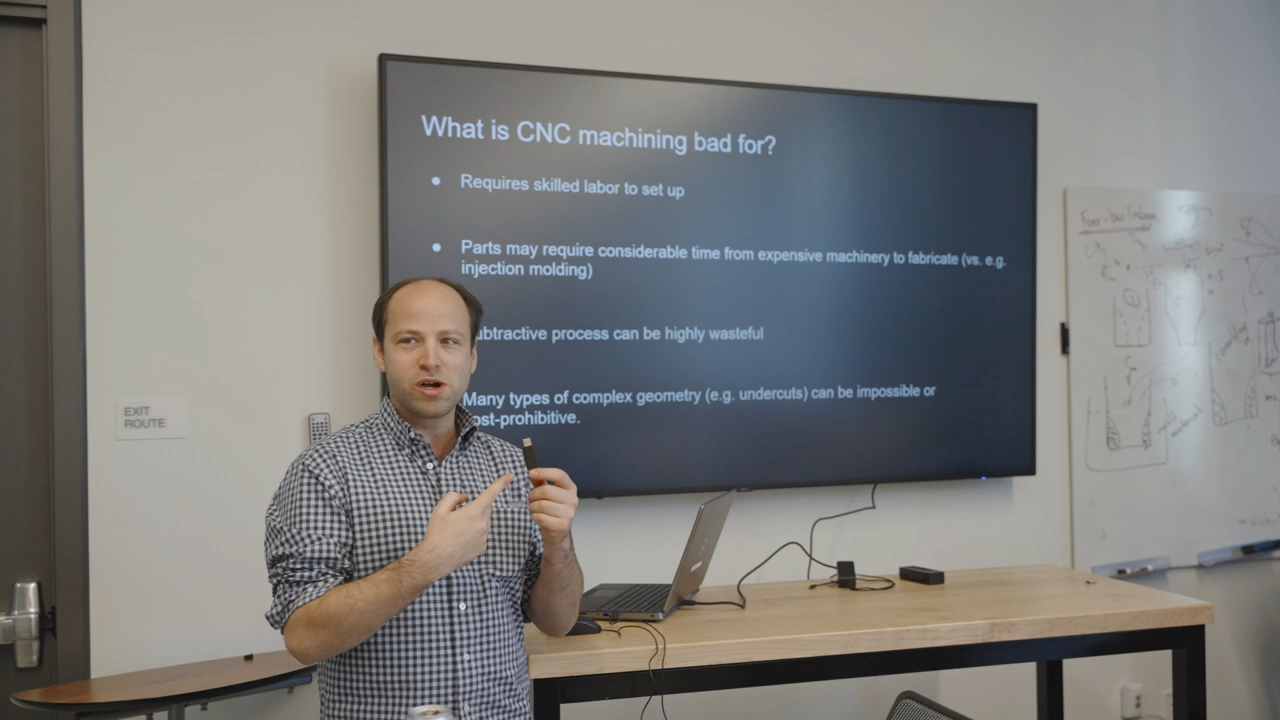 What is CNC machining bad for?
Requires skilled labor to set up
Parts may require considerable time from expensive machinery to fabricate (vs. e.g.
injection molding)
ubtractive process can be highly wasteful
Many types of complex geometry (e.g. undercuts) can be impossible or
ost-prohibitive.
EXIT
ROUTE